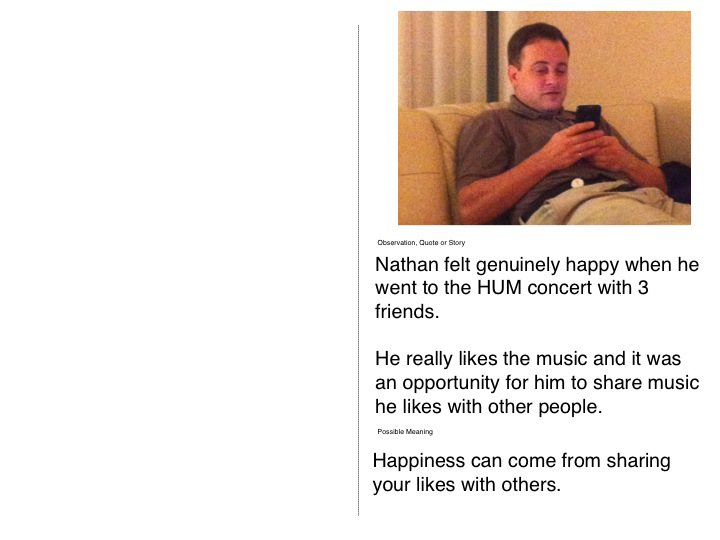 Observation, Quote or Story
Nathan felt genuinely happy when he
went to the HUM concert with 3
friends.
He really likes the music and it was
an opportunity for him to share music
he likes with other people.
Possible Meaning
Happiness can come from sharing
your likes with others.